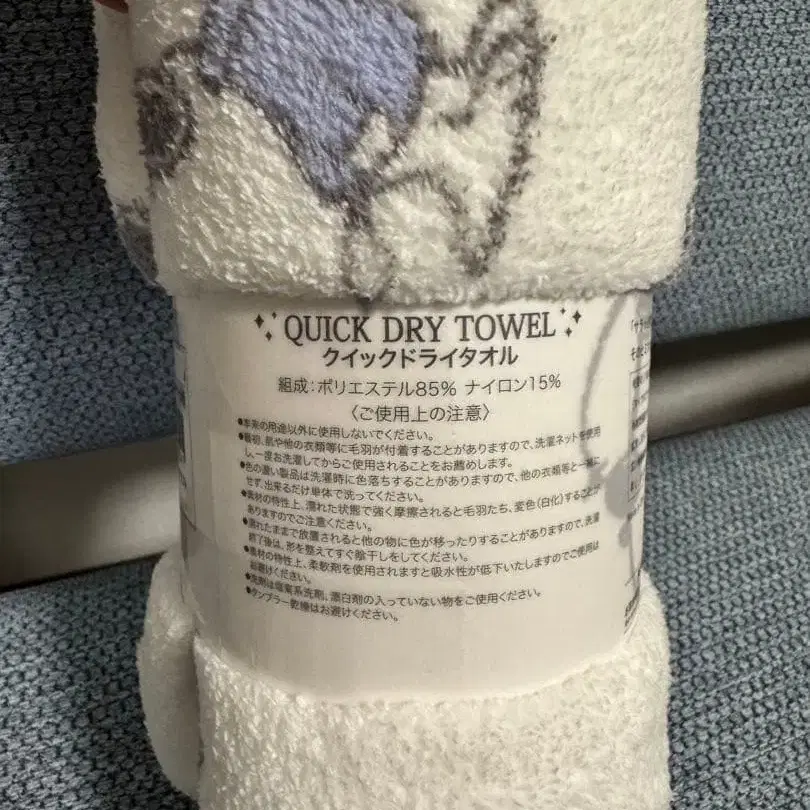 QUICK DRY TOWEL
クイックドライタオル
組成:ポリエステル85% ナイロン15%
〈ご使用上の注意〉
●本来の用途以外に使用しないでください。
●最初、肌や他の衣類等に毛羽が付着することがありますので、洗濯ネットを使用
し、一度お洗濯してからご使用されることをお薦めします。
●色の濃い製品は洗濯時に色落ちすることがありますので、他の衣類等と一緒に
せず、出来るだけ単体で洗ってください。
●素材の特性上、濡れた状態で強く摩擦されると毛羽たち、変色(白化)することが
ありますのでご注意ください。
●濡れたままで放置されると他の物に色が移ったりすることがありますので、洗濯
終了後は、形を整えてすぐ陰干しをしてください。
●素材の特性上、柔軟剤を使用されますと吸水性が低下いたしますのでご使用は
お避けください。
●洗剤は塩素系洗剤、漂白剤の入っていない物をご使用ください。
●タンブラー乾燥はお避けください。